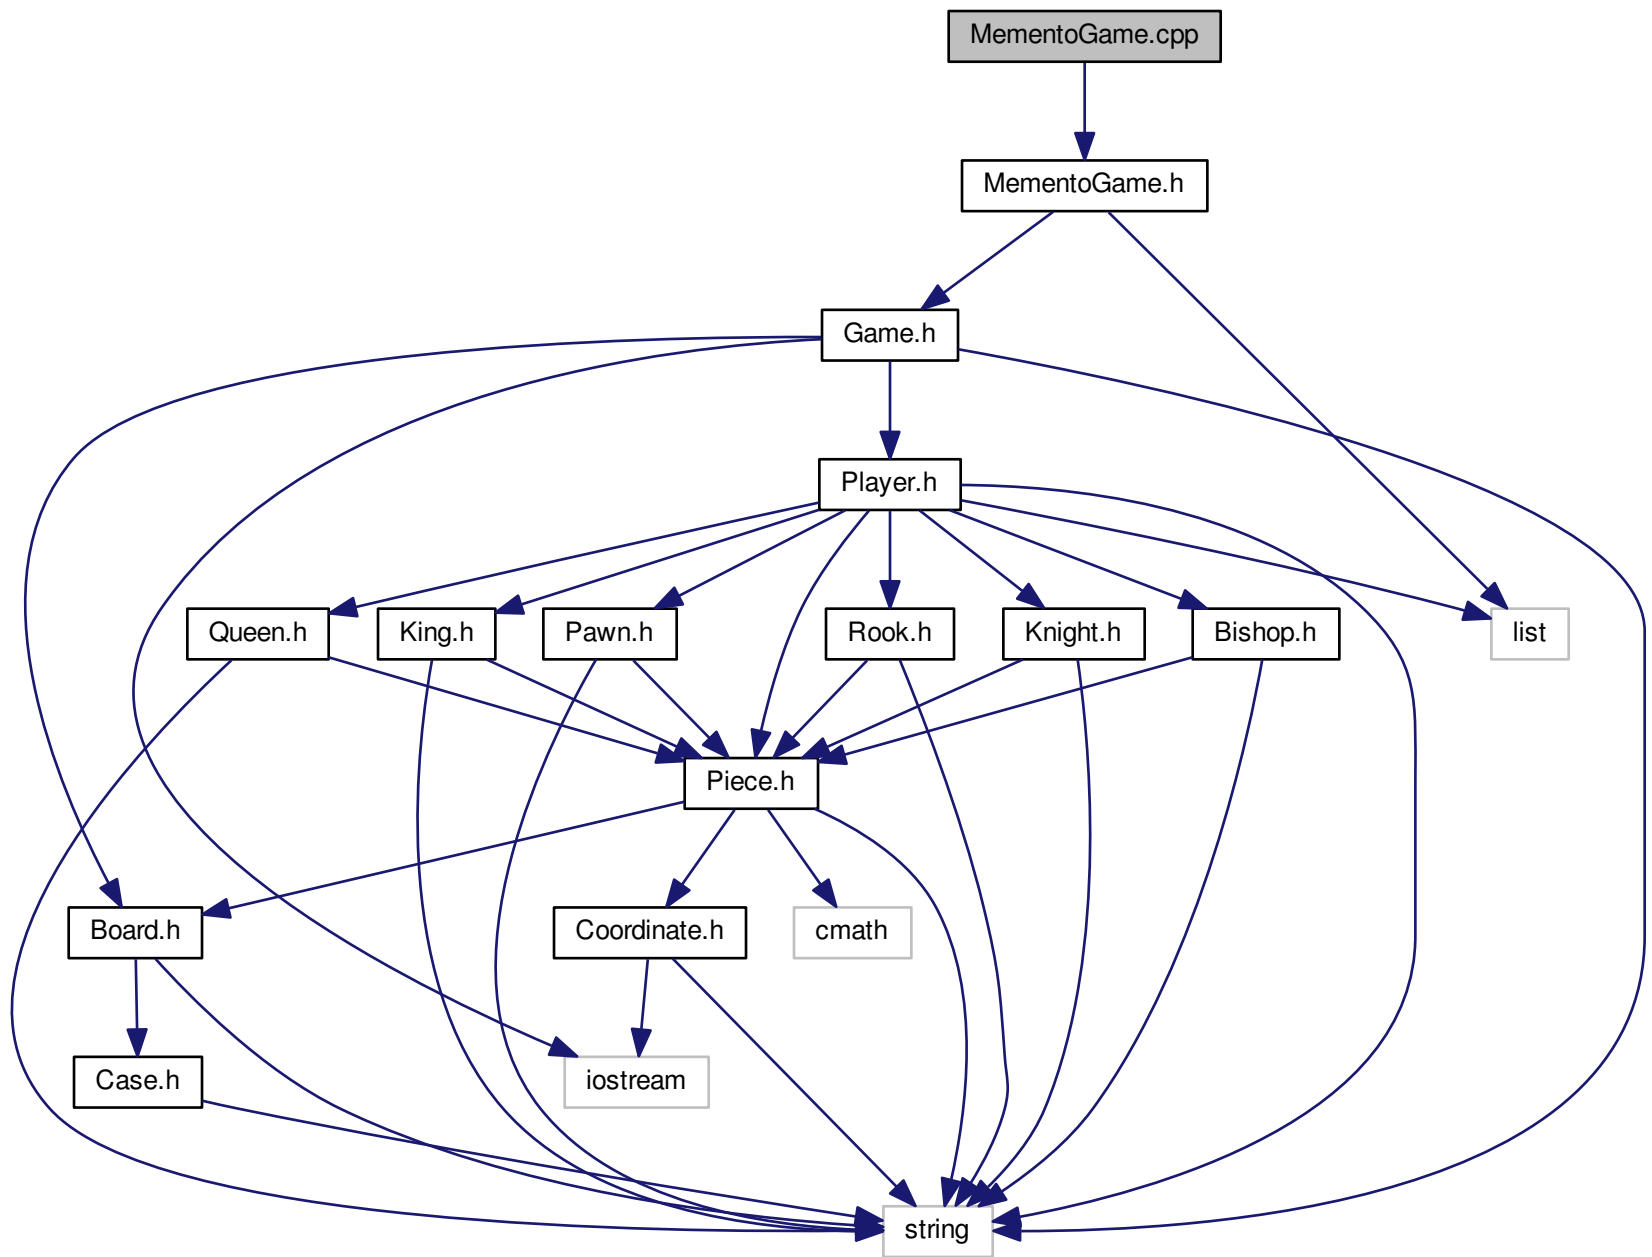 MementoGame.cpp
MementoGame.h
Game.h
Player.h
Queen.h
King.h
Pawn.h
Rook.h
Knight.h
Bishop.h
list
Piece.h
Board.h
Coordinate.h
cmath
Case.h
iostream
string